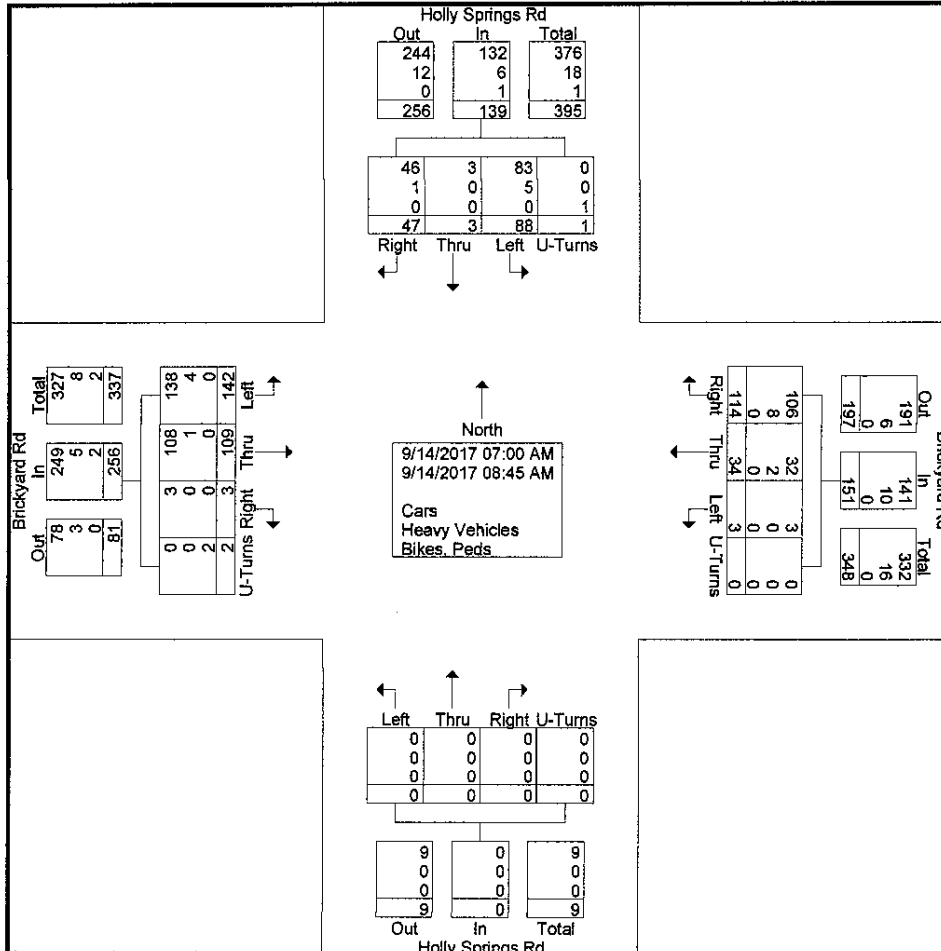 Holly Springs Rd
Out In Total
244 132 376
12 6 18
0 1 1
256 139 395
46 3 83 0
1 0 5 0
0 0 0 1
47 3 88 1
Right Thru Left U-Turns
Brickyard Rd
Total
327 8 2 337
In
249 5 2 256
Out
78 3 0 81
138 4 0 142 Left
108 1 0 109 Thru
3 0 0 3 Right
0 0 2 2 U-Turns
North
9/14/2017 07:00 AM
9/14/2017 08:45 AM
Cars
Heavy Vehicles
Bikes, Peds
Right 114 0 8 106
Thru 34 0 2 32
Left 3 0 0 3
U-Turns 0 0 0 0
Out
197 0 6 191
In
151 0 10 141
Total
348 0 16 332
Brickyard Rd
Left Thru Right U-Turns
0 0 0 0
0 0 0 0
0 0 0 0
0 0 0 0
9 0 9
0 0 0
0 0 0
9 0 9
Out In Total
Holly Springs Rd